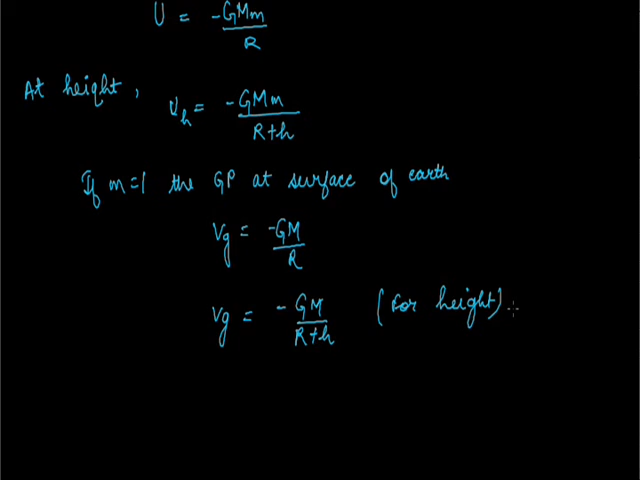 U = -GMm/R
At height,
U_h = -GMm/R+h
If m=1 the GP at surface of earth
Vg = -GM/R
Vg = -GM/R+h (for height)